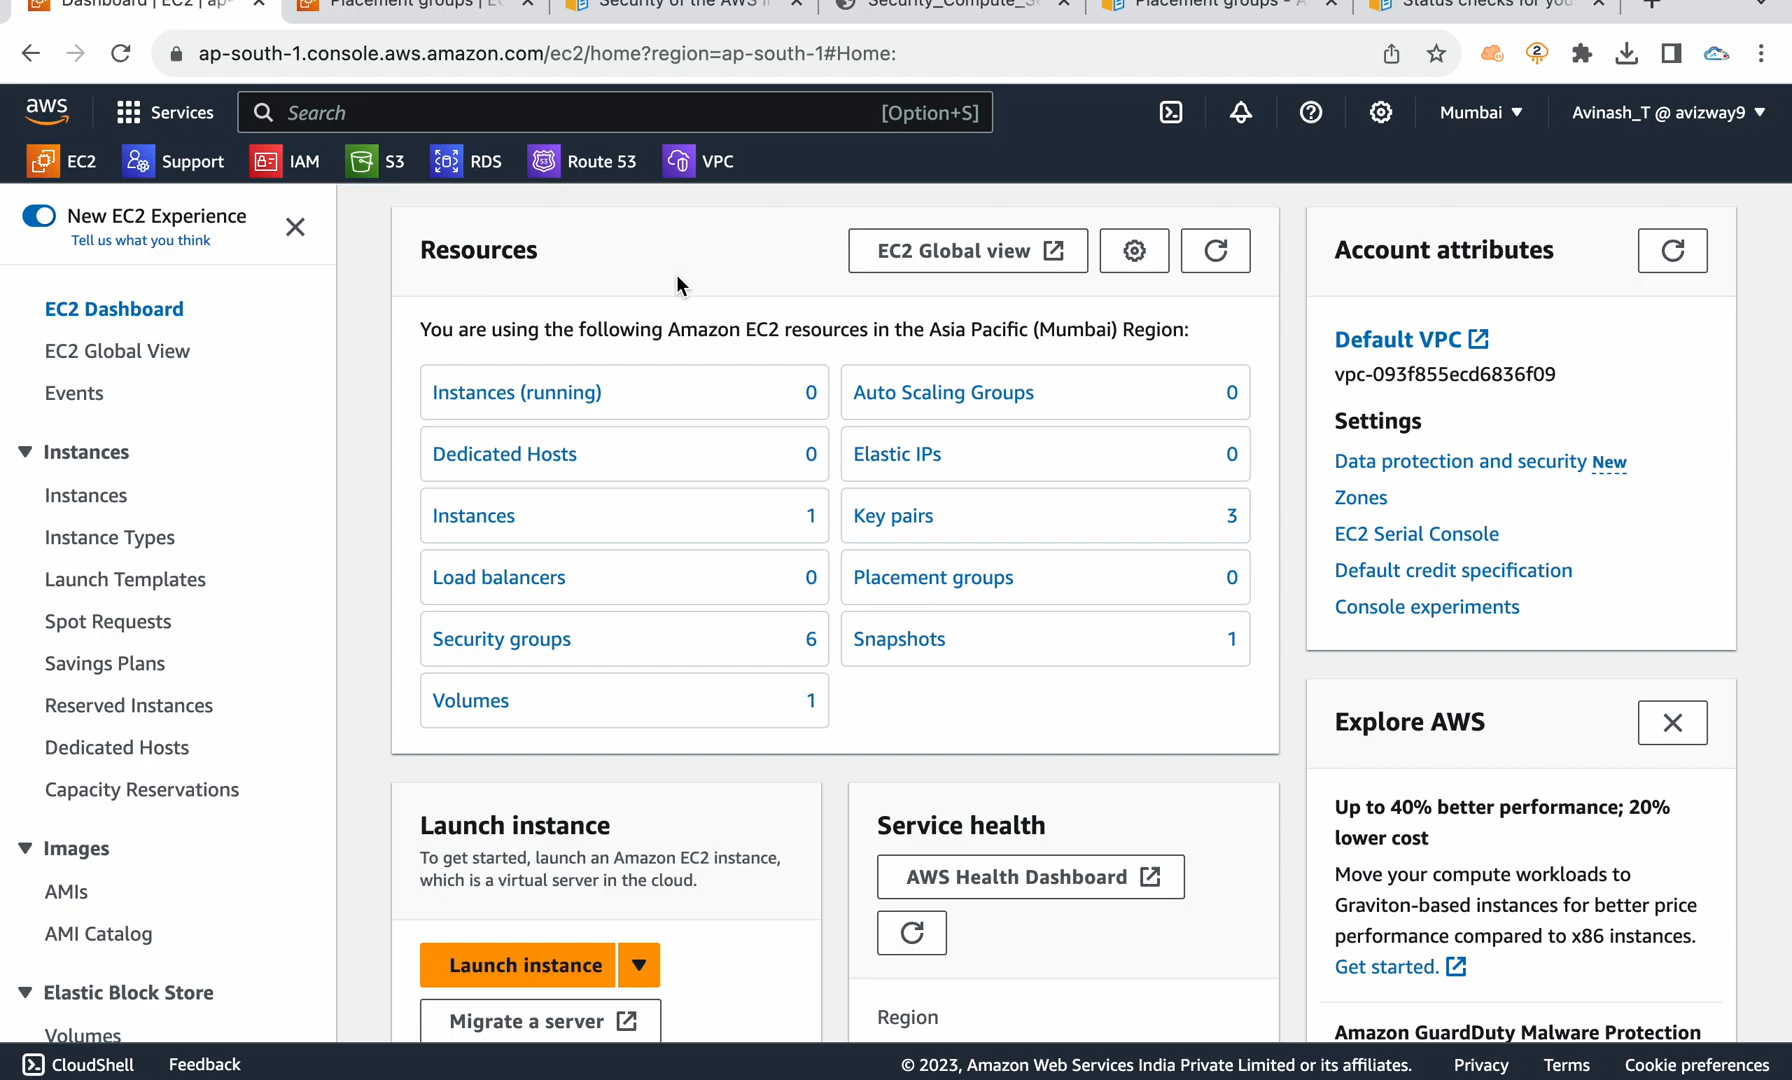 Dashboard | EC2 | ap-
Placement groups | E
Security of the AWS I
Security_Compute_S
Placement groups - A
Status checks for you
ap-south-1.console.aws.amazon.com/ec2/home?region=ap-south-1#Home:
2
aws
Services
Search
[Option+S]
Mumbai
Avinash_T @ avizway9
EC2
Support
IAM
S3
RDS
Route 53
VPC
New EC2 Experience
Tell us what you think
EC2 Dashboard
EC2 Global View
Events
Instances
Instances
Instance Types
Launch Templates
Spot Requests
Savings Plans
Reserved Instances
Dedicated Hosts
Capacity Reservations
Images
AMIs
AMI Catalog
Elastic Block Store
Volumes
Resources
EC2 Global view
You are using the following Amazon EC2 resources in the Asia Pacific (Mumbai) Region:
Instances (running) 0
Auto Scaling Groups 0
Dedicated Hosts 0
Elastic IPs 0
Instances 1
Key pairs 3
Load balancers 0
Placement groups 0
Security groups 6
Snapshots 1
Volumes 1
Launch instance
To get started, launch an Amazon EC2 instance,
which is a virtual server in the cloud.
Launch instance
Migrate a server
Service health
AWS Health Dashboard
Region
Account attributes
Default VPC
vpc-093f855ecd6836f09
Settings
Data protection and security New
Zones
EC2 Serial Console
Default credit specification
Console experiments
Explore AWS
Up to 40% better performance; 20%
lower cost
Move your compute workloads to
Graviton-based instances for better price
performance compared to x86 instances.
Get started.
Amazon GuardDuty Malware Protection
CloudShell
Feedback
© 2023, Amazon Web Services India Private Limited or its affiliates.
Privacy
Terms
Cookie preferences